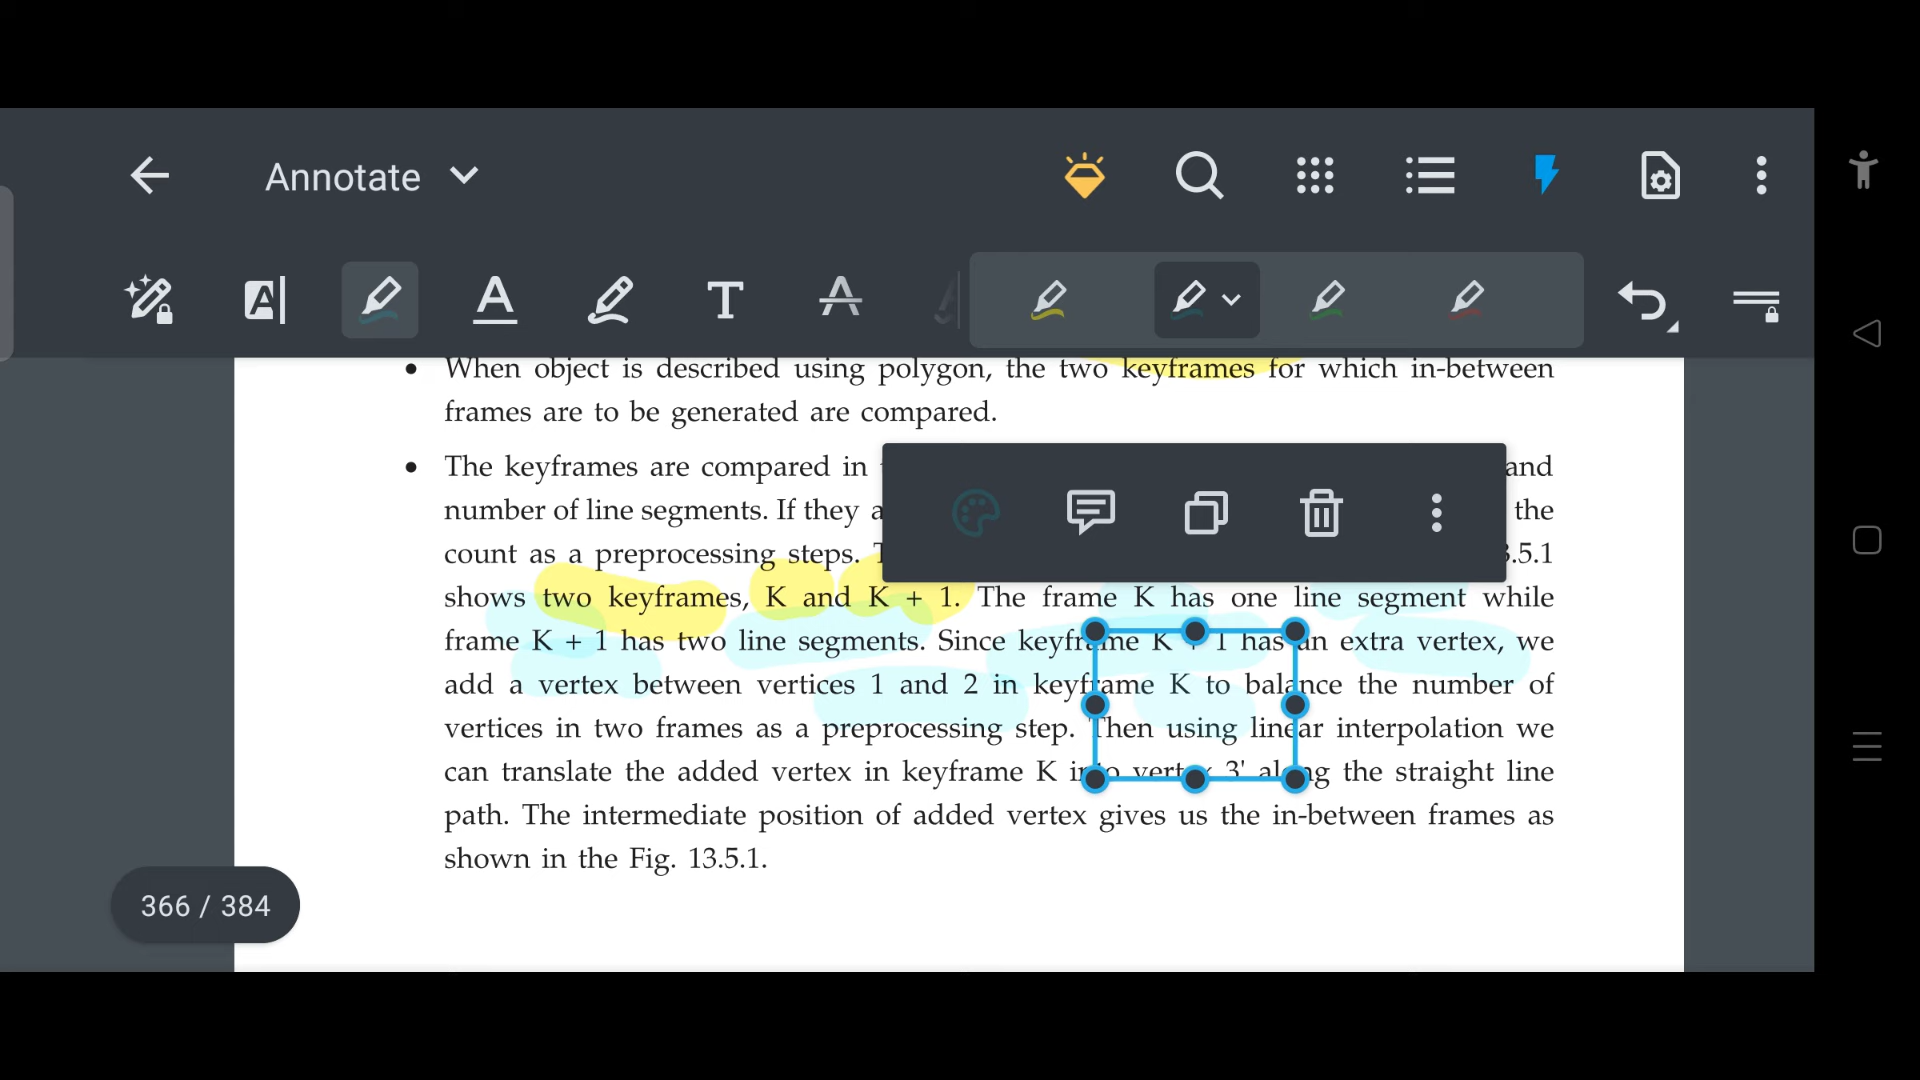 Annotate
When object is described using polygon, the two keyframes for which in-between
frames are to be generated are compared.
The keyframes are compared in and
number of line segments. If they the
count as a preprocessing steps. 3.5.1
shows two keyframes, K and K + 1. The frame K has one line segment while
frame K + 1 has two line segments. Since keyframe K + 1 has an extra vertex, we
add a vertex between vertices 1 and 2 in keyframe K to balance the number of
vertices in two frames as a preprocessing step. Then using linear interpolation we
can translate the added vertex in keyframe K into vertex 3' along the straight line
path. The intermediate position of added vertex gives us the in-between frames as
shown in the Fig. 13.5.1.
366 / 384